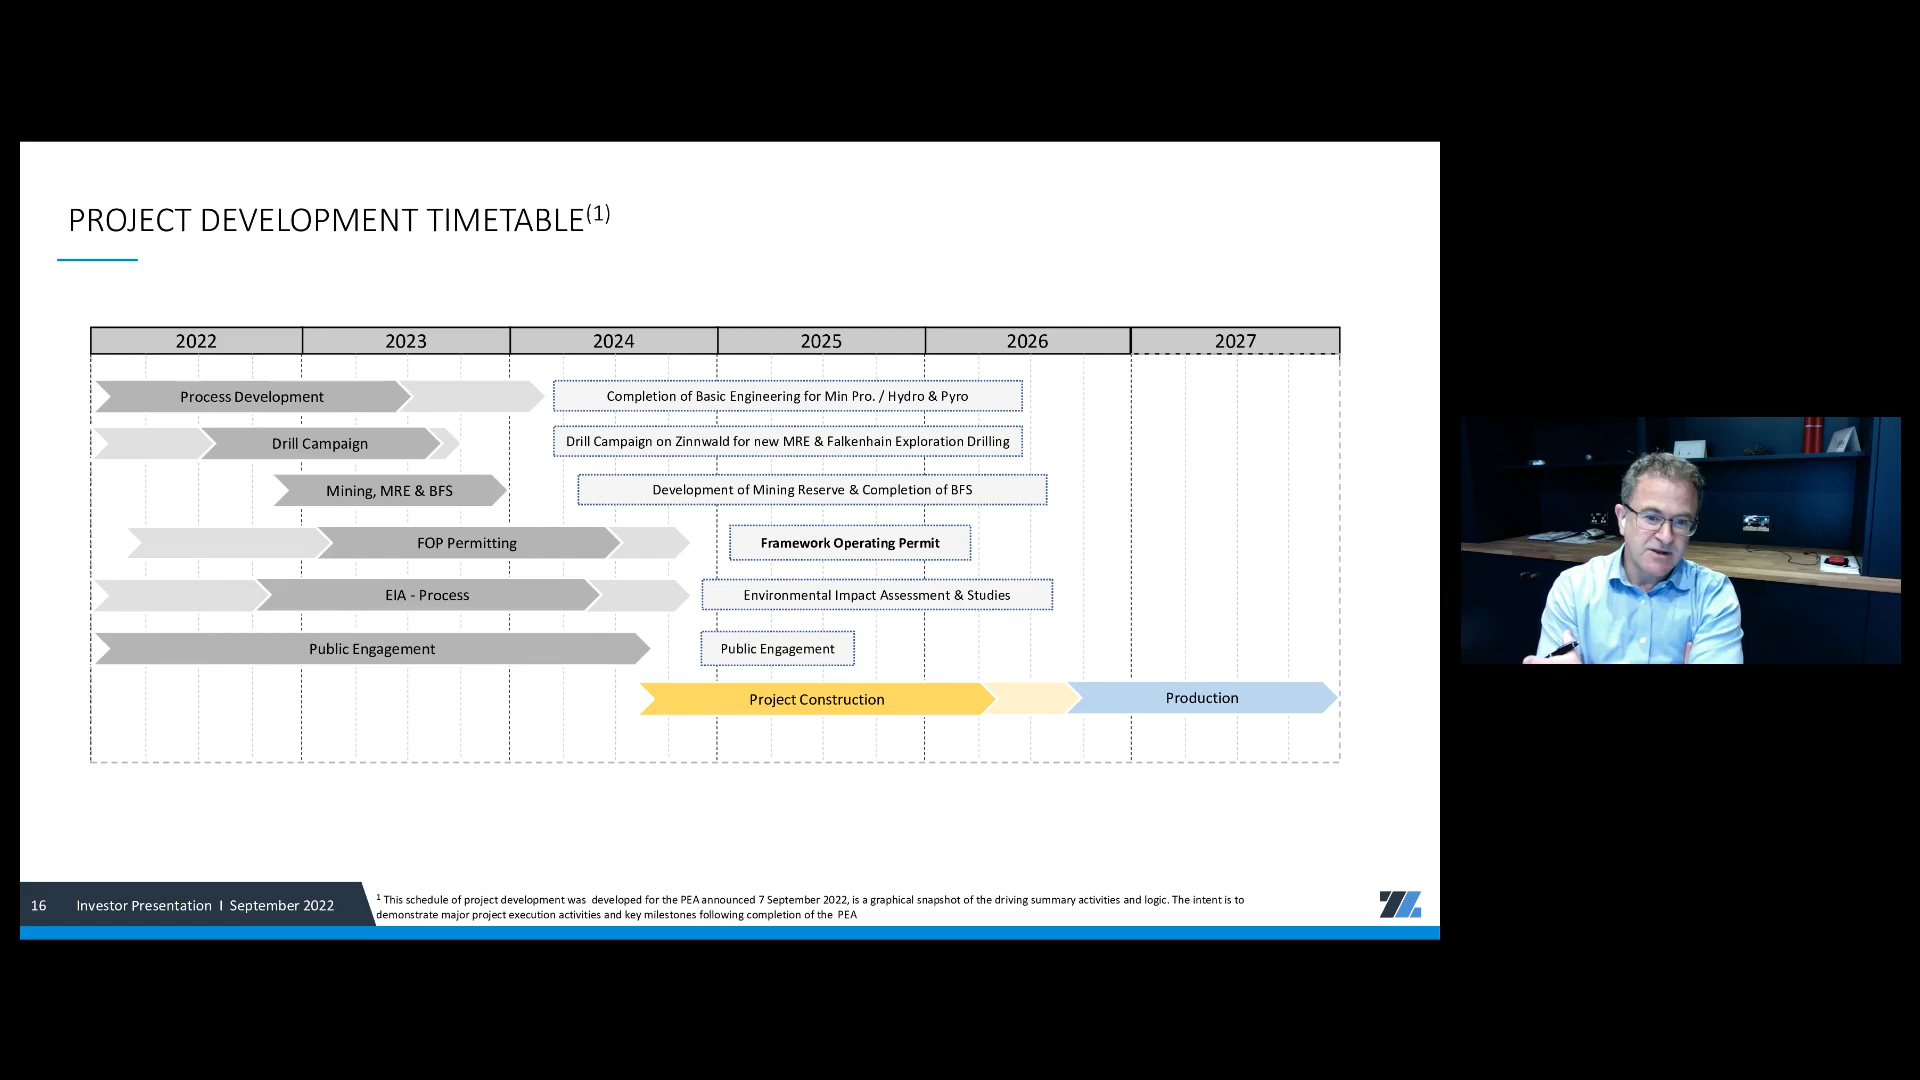 PROJECT DEVELOPMENT TIMETABLE(1)
2022 2023 2024 2025 2026 2027
Process Development
Completion of Basic Engineering for Min Pro. / Hydro & Pyro
Drill Campaign
Drill Campaign on Zinnwald for new MRE & Falkenhain Exploration Drilling
Mining, MRE & BFS
Development of Mining Reserve & Completion of BFS
FOP Permitting
Framework Operating Permit
EIA - Process
Environmental Impact Assessment & Studies
Public Engagement
Public Engagement
Project Construction
Production
16 Investor Presentation I September 2022
1 This schedule of project development was developed for the PEA announced 7 September 2022, is a graphical snapshot of the driving summary activities and logic. The intent is to
demonstrate major project execution activities and key milestones following completion of the PEA